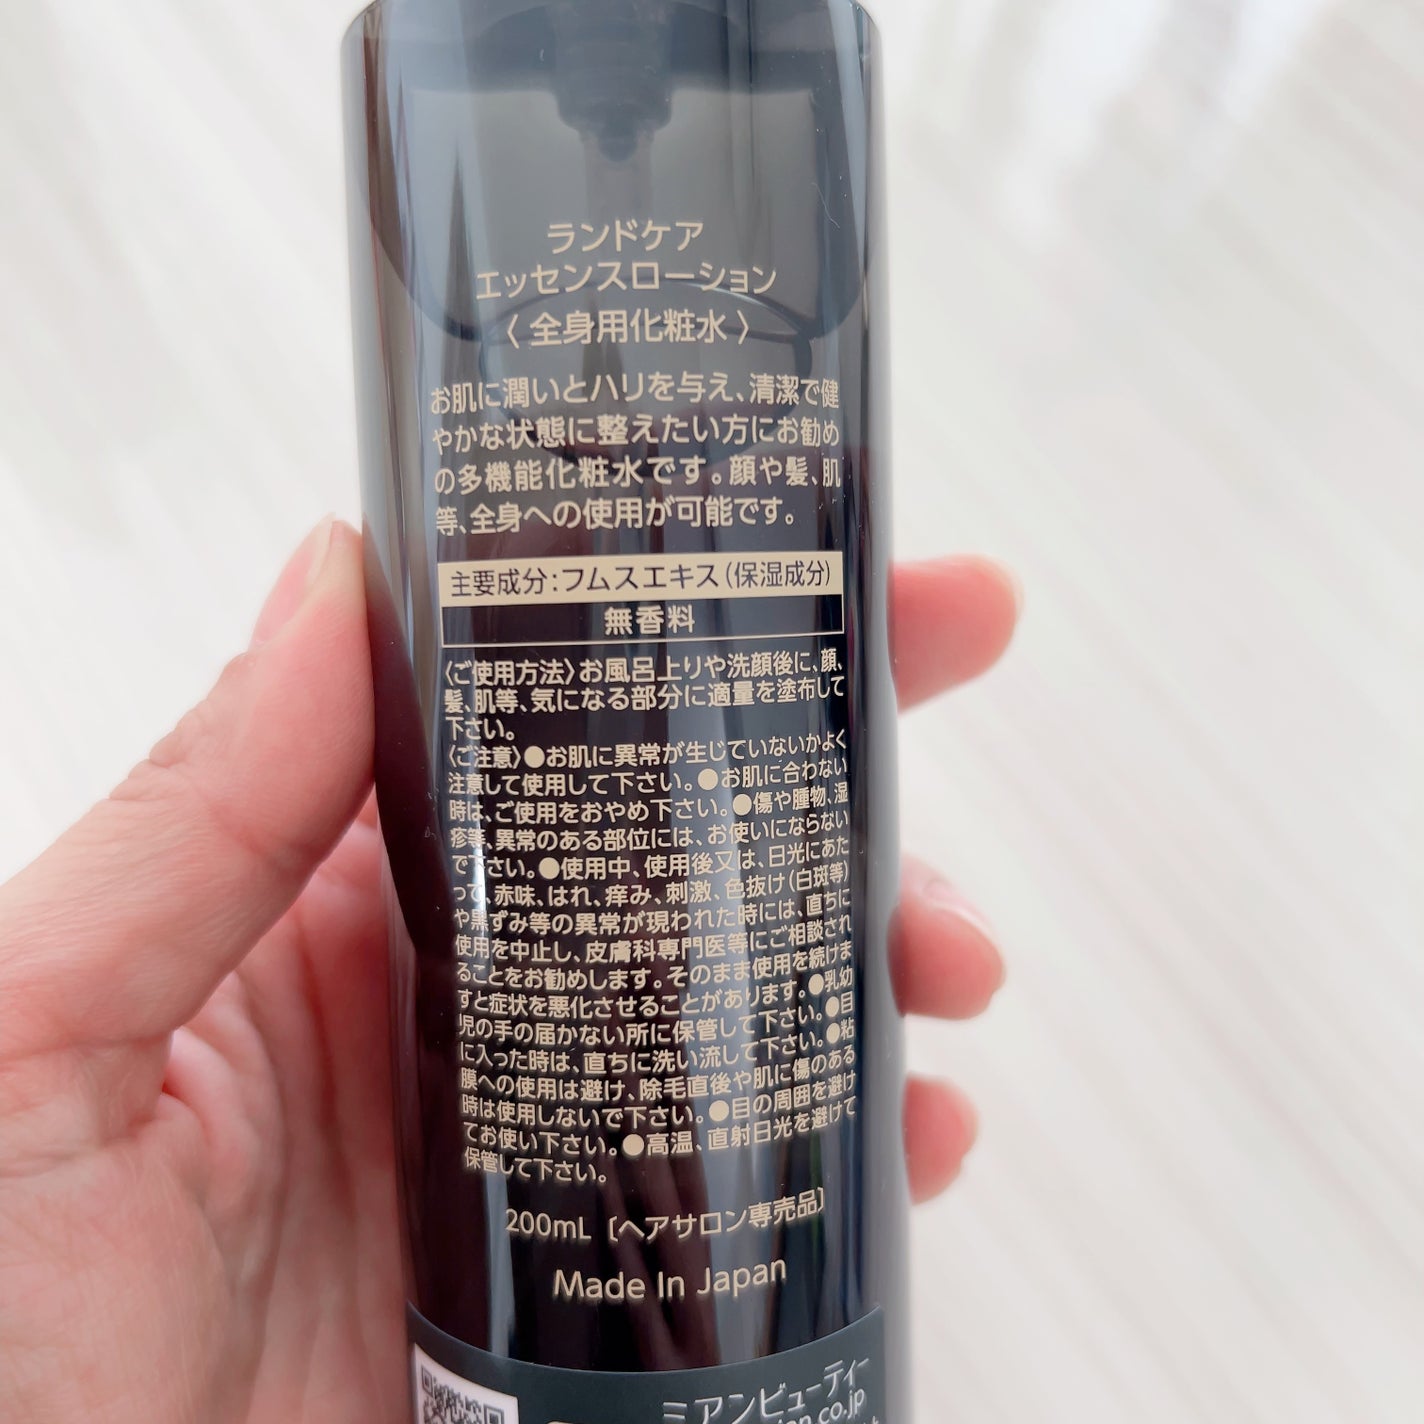 ランドケア
エッセンスローション
〈 全身用化粧水 〉
お肌に潤いとハリを与え、清潔で健
やかな状態に整えたい方にお勧め
の多機能化粧水です。顔や髪、肌
等、全身への使用が可能です。
主要成分：フムスエキス（保湿成分）
無香料
〈ご使用方法〉お風呂上りや洗顔後に、顔、
髪、肌等、気になる部分に適量を塗布して
下さい。
〈ご注意〉●お肌に異常が生じていないかよく
注意して使用して下さい。●お肌に合わない
時は、ご使用をおやめ下さい。●傷や腫物、湿
疹等、異常のある部位には、お使いにならない
で下さい。●使用中、使用後又は、日光にあた
って、赤味、はれ、痒み、刺激、色抜け（白斑等）
や黒ずみ等の異常が現われた時には、直ちに
使用を中止し、皮膚科専門医等にご相談され
ることをお勧めします。そのまま使用を続けま
すと症状を悪化させることがあります。●乳幼
児の手の届かない所に保管して下さい。●目
に入った時は、直ちに洗い流して下さい。●粘
膜への使用は避け、除毛直後や肌に傷のある
時は使用しないで下さい。●目の周囲を避け
てお使い下さい。●高温、直射日光を避けて
保管して下さい。
200mL〔ヘアサロン専売品〕
Made In Japan
ミアンビューティー
.co.jp